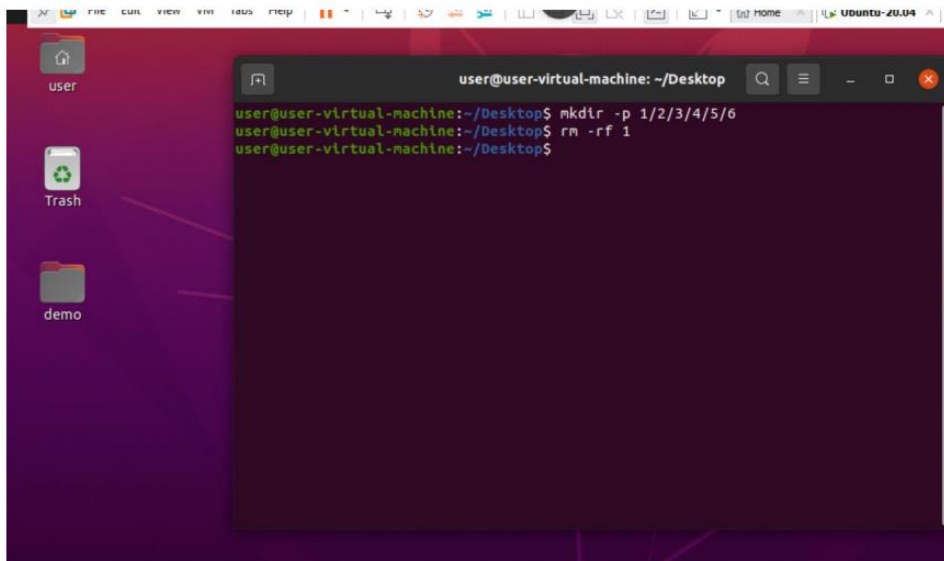 File Edit View VM Tabs Help Home Ubuntu-20.04
user
user@user-virtual-machine: ~/Desktop
user@user-virtual-machine:~/Desktop$ mkdir -p 1/2/3/4/5/6
user@user-virtual-machine:~/Desktop$ rm -rf 1
user@user-virtual-machine:~/Desktop$
Trash
demo